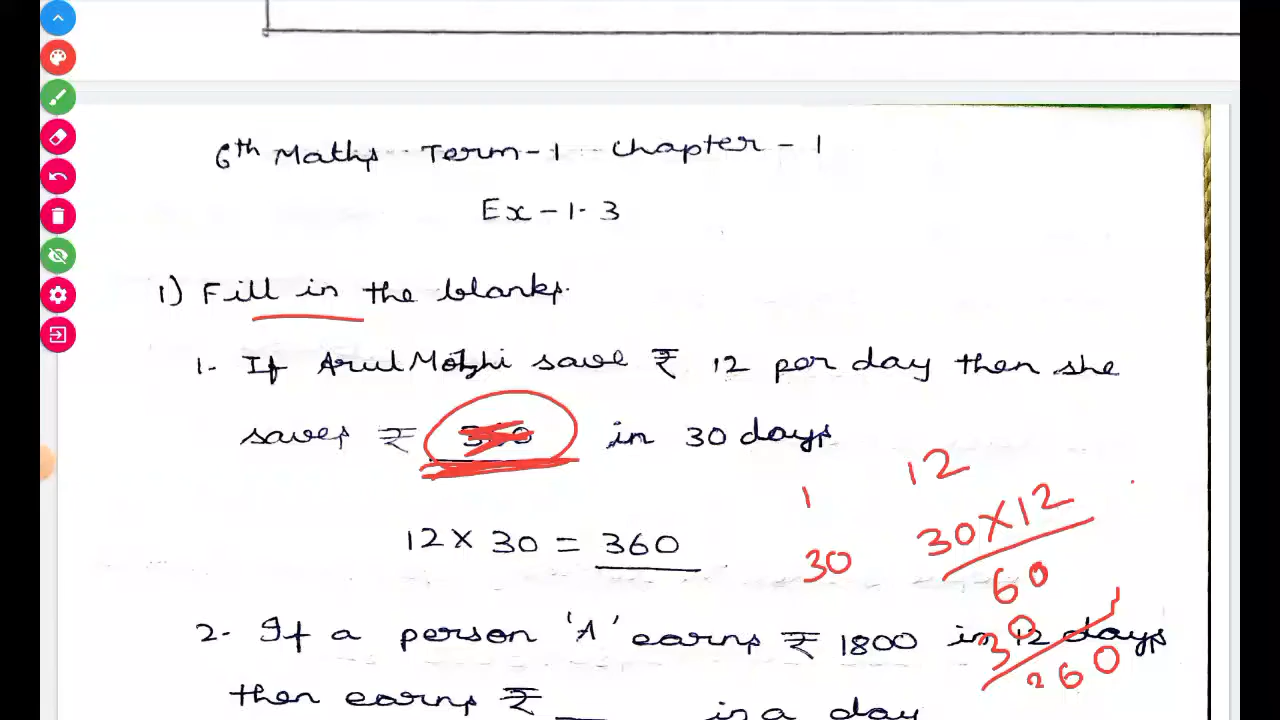 6th Maths Term-1 Chapter-1
Ex-1.3
1) Fill in the blanks.
1. If ArulMozhi save ₹ 12 per day then she
saves ₹ 360 in 30 days
12 × 30 = 360
1 12
30 30×12
60
30
260
2. If a person 'A' earns ₹ 1800 in 12 days
then earns ₹ __ is a day